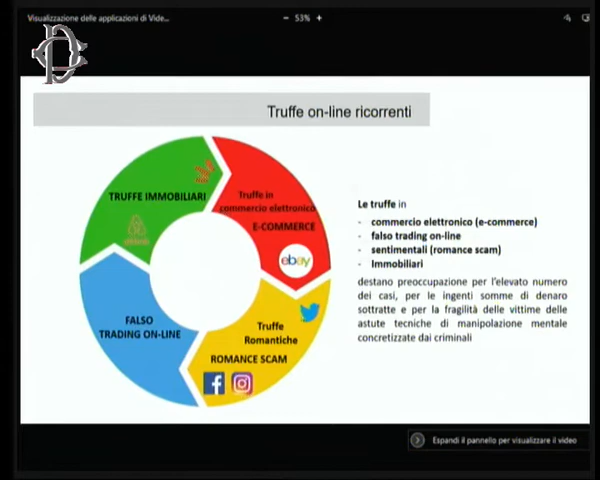 Visualizzazione delle applicazioni di Vide...
− 53% +
Truffe on-line ricorrenti
TRUFFE IMMOBILIARI
Truffe in
commercio elettronico
E-COMMERCE
ebay
FALSO
TRADING ON-LINE
Truffe
Romantiche
ROMANCE SCAM
Le truffe in
- commercio elettronico (e-commerce)
- falso trading on-line
- sentimentali (romance scam)
- Immobiliari
destano preoccupazione per l'elevato numero
dei casi, per le ingenti somme di denaro
sottratte e per la fragilità delle vittime delle
astute tecniche di manipolazione mentale
concretizzate dai criminali
Espandi il pannello per visualizzare il video